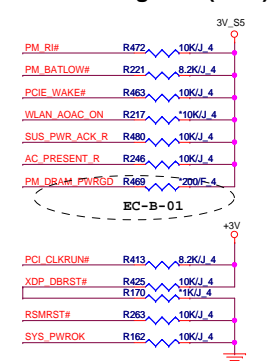 3V_S5
PM_RI# R472 10K/J_4
PM_BATLOW# R221 8.2K/J_4
PCIE_WAKE# R463 10K/J_4
WLAN_AOAC_ON R217 *10K/J_4
SUS_PWR_ACK_R R480 10K/J_4
AC_PRESENT_R R246 10K/J_4
PM_DRAM_PWRGD R469 *200/F_4
EC-B-01
+3V
PCI_CLKRUN# R413 8.2K/J_4
XDP_DBRST# R425 10K/J_4
R170 *1K/J_4
RSMRST# R263 10K/J_4
SYS_PWROK R162 10K/J_4